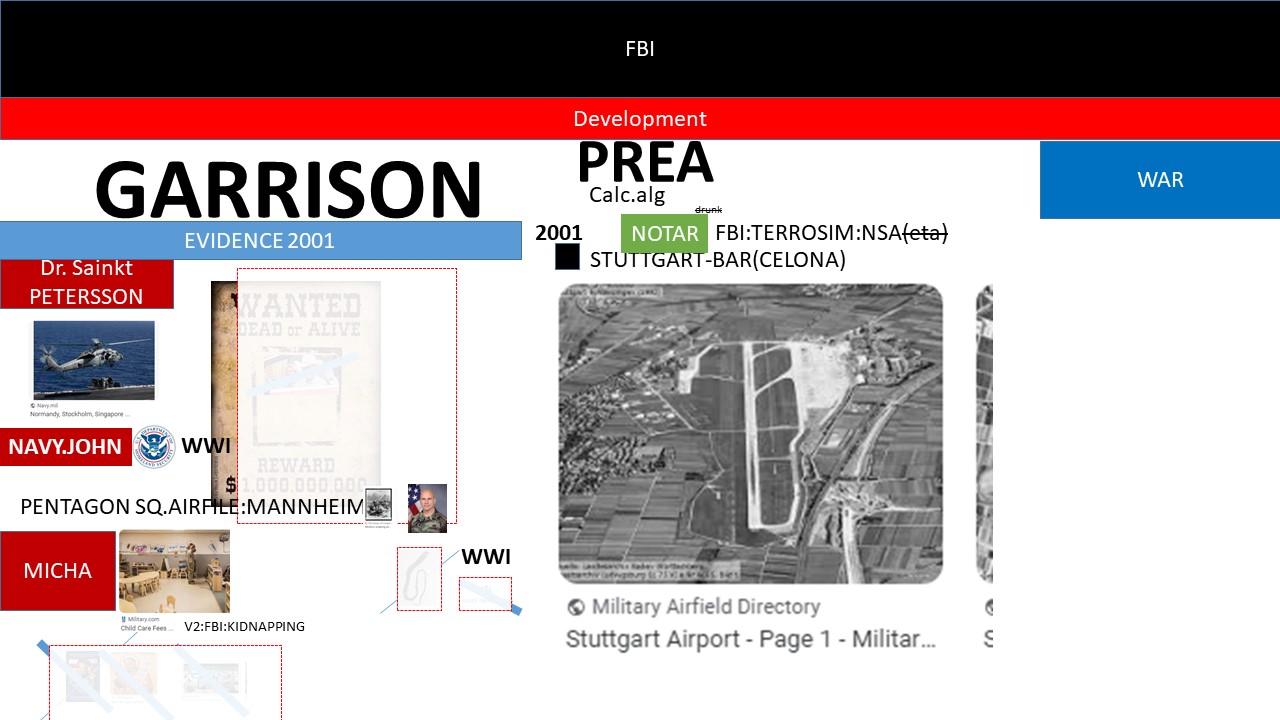 FBI
Development
GARRISON
PREA
Calc.alg
WAR
drunk
EVIDENCE 2001
2001
NOTAR
FBI:TERROSIM:NSA(eta)
STUTTGART-BAR(CELONA)
Dr. Sainkt
PETERSSON
WANTED
DEAD or ALIVE
REWARD
$1,000,000.00
Navy.mil
Normandy, Stockholm, Singapore ...
NAVY.JOHN
WWI
PENTAGON SQ.AIRFILE:MANNHEIM
MICHA
Military.com
Child Care Fees ...
V2:FBI:KIDNAPPING
WWI
Military Airfield Directory
Stuttgart Airport - Page 1 - Militar...
S